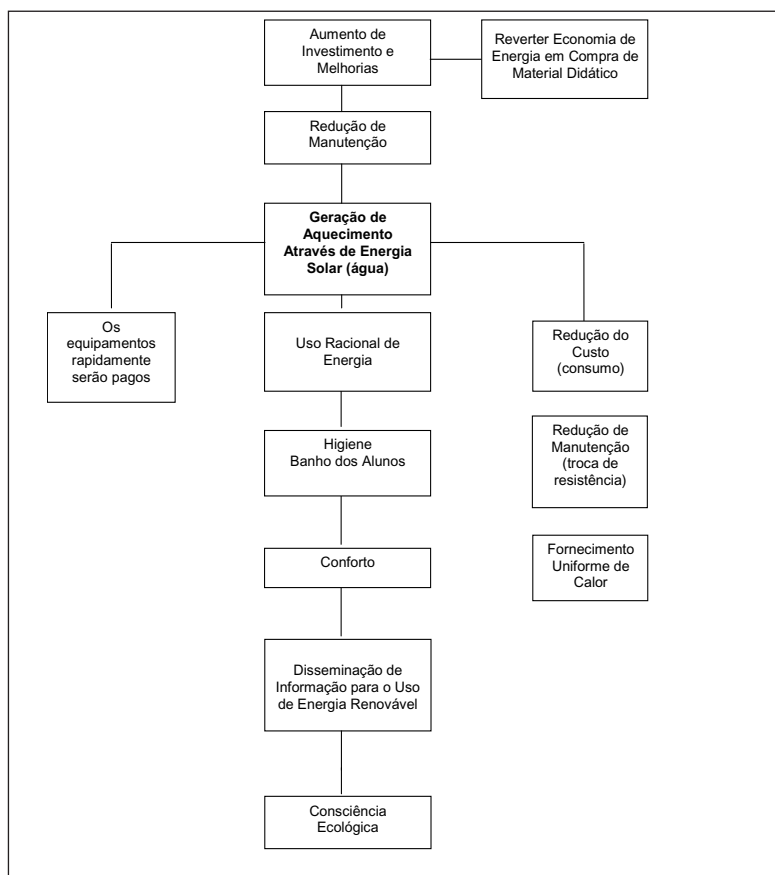 Aumento de
Investimento e
Melhorias
Reverter Economia de
Energia em Compra de
Material Didático
Redução de
Manutenção
Geração de
Aquecimento
Através de Energia
Solar (água)
Os
equipamentos
rapidamente
serão pagos
Uso Racional de
Energia
Redução do
Custo
(consumo)
Higiene
Banho dos Alunos
Redução de
Manutenção
(troca de
resistência)
Conforto
Fornecimento
Uniforme de
Calor
Disseminação de
Informação para o Uso
de Energia Renovável
Consciência
Ecológica